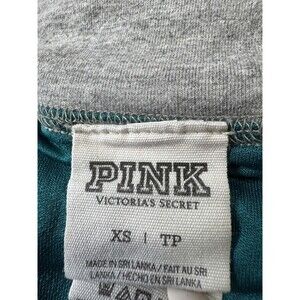 PINK
VICTORIA'S SECRET
XS | TP
MADE IN SRI LANKA / FAIT AU SRI
LANKA / HECHO EN SRI LANKA